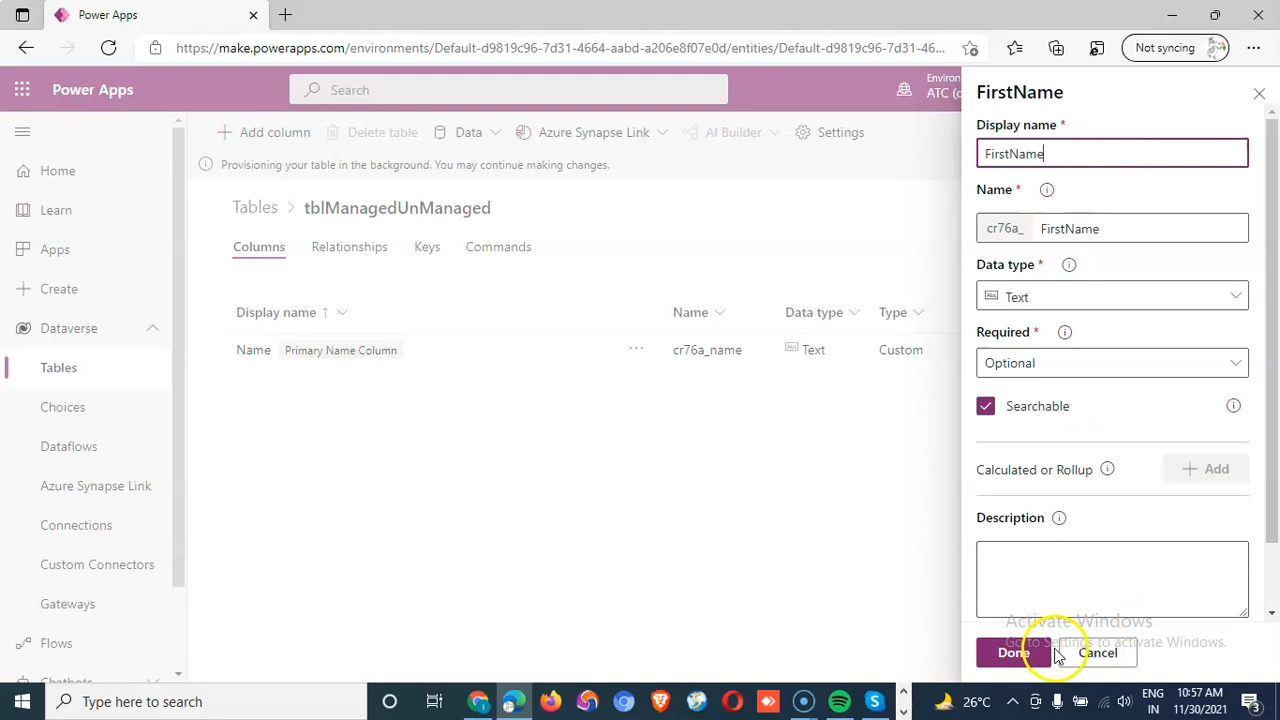 Power Apps
https://make.powerapps.com/environments/Default-d9819c96-7d31-4664-aabd-a206e8f07e0d/entities/Default-d9819c96-7d31-46...
Not syncing
Power Apps
Search
Environ
ATC (
Add column
Delete table
Data
Azure Synapse Link
AI Builder
Settings
Provisioning your table in the background. You may continue making changes.
Tables > tblManagedUnManaged
Columns
Relationships
Keys
Commands
Display name ↑
Name
Data type
Type
Name
Primary Name Column
...
cr76a_name
Text
Custom
Home
Learn
Apps
Create
Dataverse
Tables
Choices
Dataflows
Azure Synapse Link
Connections
Custom Connectors
Gateways
Flows
FirstName
Display name *
FirstName
Name *
cr76a_
FirstName
Data type *
Text
Required *
Optional
Searchable
Calculated or Rollup
+ Add
Description
Activate Windows
Go to Settings to activate Windows.
Done
Cancel
Type here to search
26°C
ENG
IN
10:57 AM
11/30/2021
3